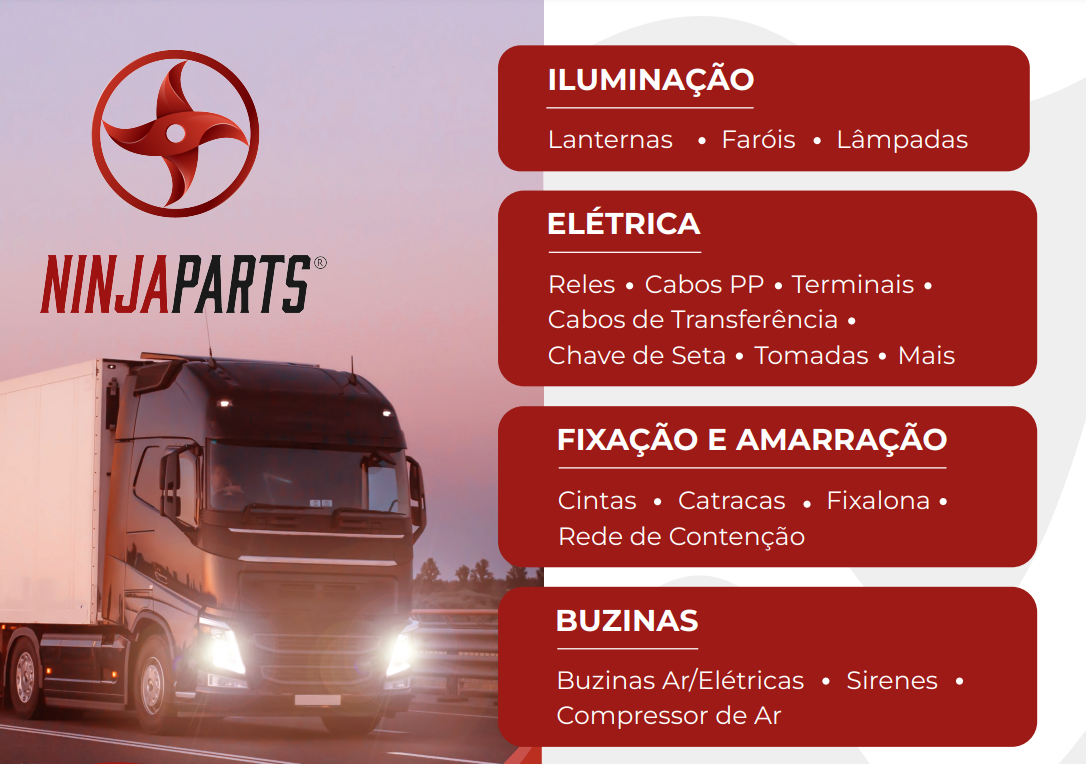 NINJAPARTS®
ILUMINAÇÃO
Lanternas • Faróis • Lâmpadas
ELÉTRICA
Reles • Cabos PP • Terminais •
Cabos de Transferência •
Chave de Seta • Tomadas • Mais
FIXAÇÃO E AMARRAÇÃO
Cintas • Catracas • Fixalona •
Rede de Contenção
BUZINAS
Buzinas Ar/Elétricas • Sirenes •
Compressor de Ar